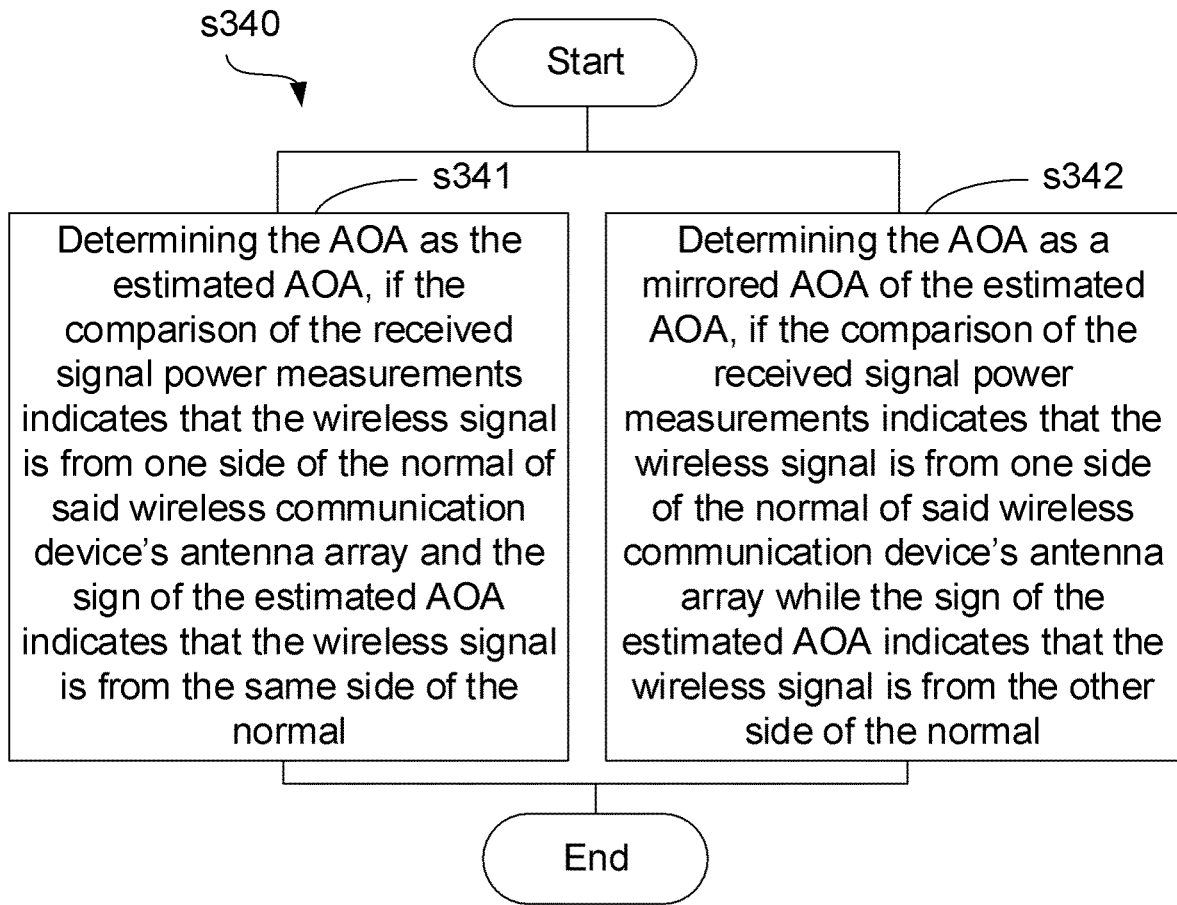 s340
Start
s341
s342
Determining the AOA as the
estimated AOA, if the
comparison of the received
signal power measurements
indicates that the wireless signal
is from one side of the normal of
said wireless communication
device's antenna array and the
sign of the estimated AOA
indicates that the wireless signal
is from the same side of the
normal
Determining the AOA as a
mirrored AOA of the estimated
AOA, if the comparison of the
received signal power
measurements indicates that the
wireless signal is from one side
of the normal of said wireless
communication device's antenna
array while the sign of the
estimated AOA indicates that the
wireless signal is from the other
side of the normal
End